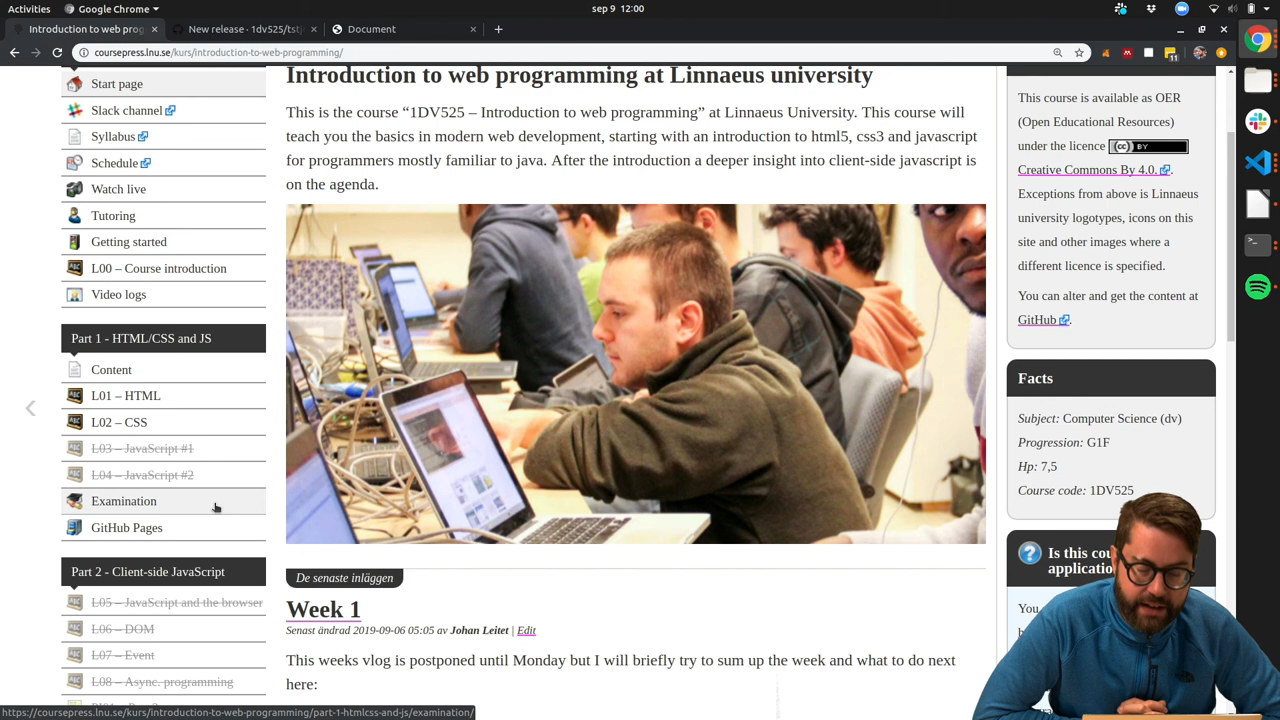 Activities
Google Chrome
Sep 9 12:00
Introduction to web prog
New release · 1dv525/tstj
Document
coursepress.lnu.se/kurs/introduction-to-web-programming/
11
Start page
Slack channel
Syllabus
Schedule
Watch live
Tutoring
Getting started
L00 – Course introduction
Video logs
Part 1 - HTML/CSS and JS
Content
L01 – HTML
L02 – CSS
L03 – JavaScript #1
L04 – JavaScript #2
Examination
GitHub Pages
Part 2 - Client-side JavaScript
L05 – JavaScript and the browser
L06 – DOM
L07 – Event
L08 – Async. programming
https://coursepress.lnu.se/kurs/introduction-to-web-programming/part-1-htmlcss-and-js/examination/
Introduction to web programming at Linnaeus university
This is the course “1DV525 – Introduction to web programming” at Linnaeus University. This course will
teach you the basics in modern web development, starting with an introduction to html5, css3 and javascript
for programmers mostly familiar to java. After the introduction a deeper insight into client-side javascript is
on the agenda.
De senaste inläggen
Week 1
Senast ändrad 2019-09-06 05:05 av Johan Leitet | Edit
This weeks vlog is postponed until Monday but I will briefly try to sum up the week and what to do next
here:
This course is available as OER
(Open Educational Resources)
under the licence
cc BY
Creative Commons By 4.0.
Exceptions from above is Linnaeus
university logotypes, icons on this
site and other images where a
different licence is specified.
You can alter and get the content at
GitHub.
Facts
Subject: Computer Science (dv)
Progression: G1F
Hp: 7,5
Course code: 1DV525
Is this cou
applicatio
You